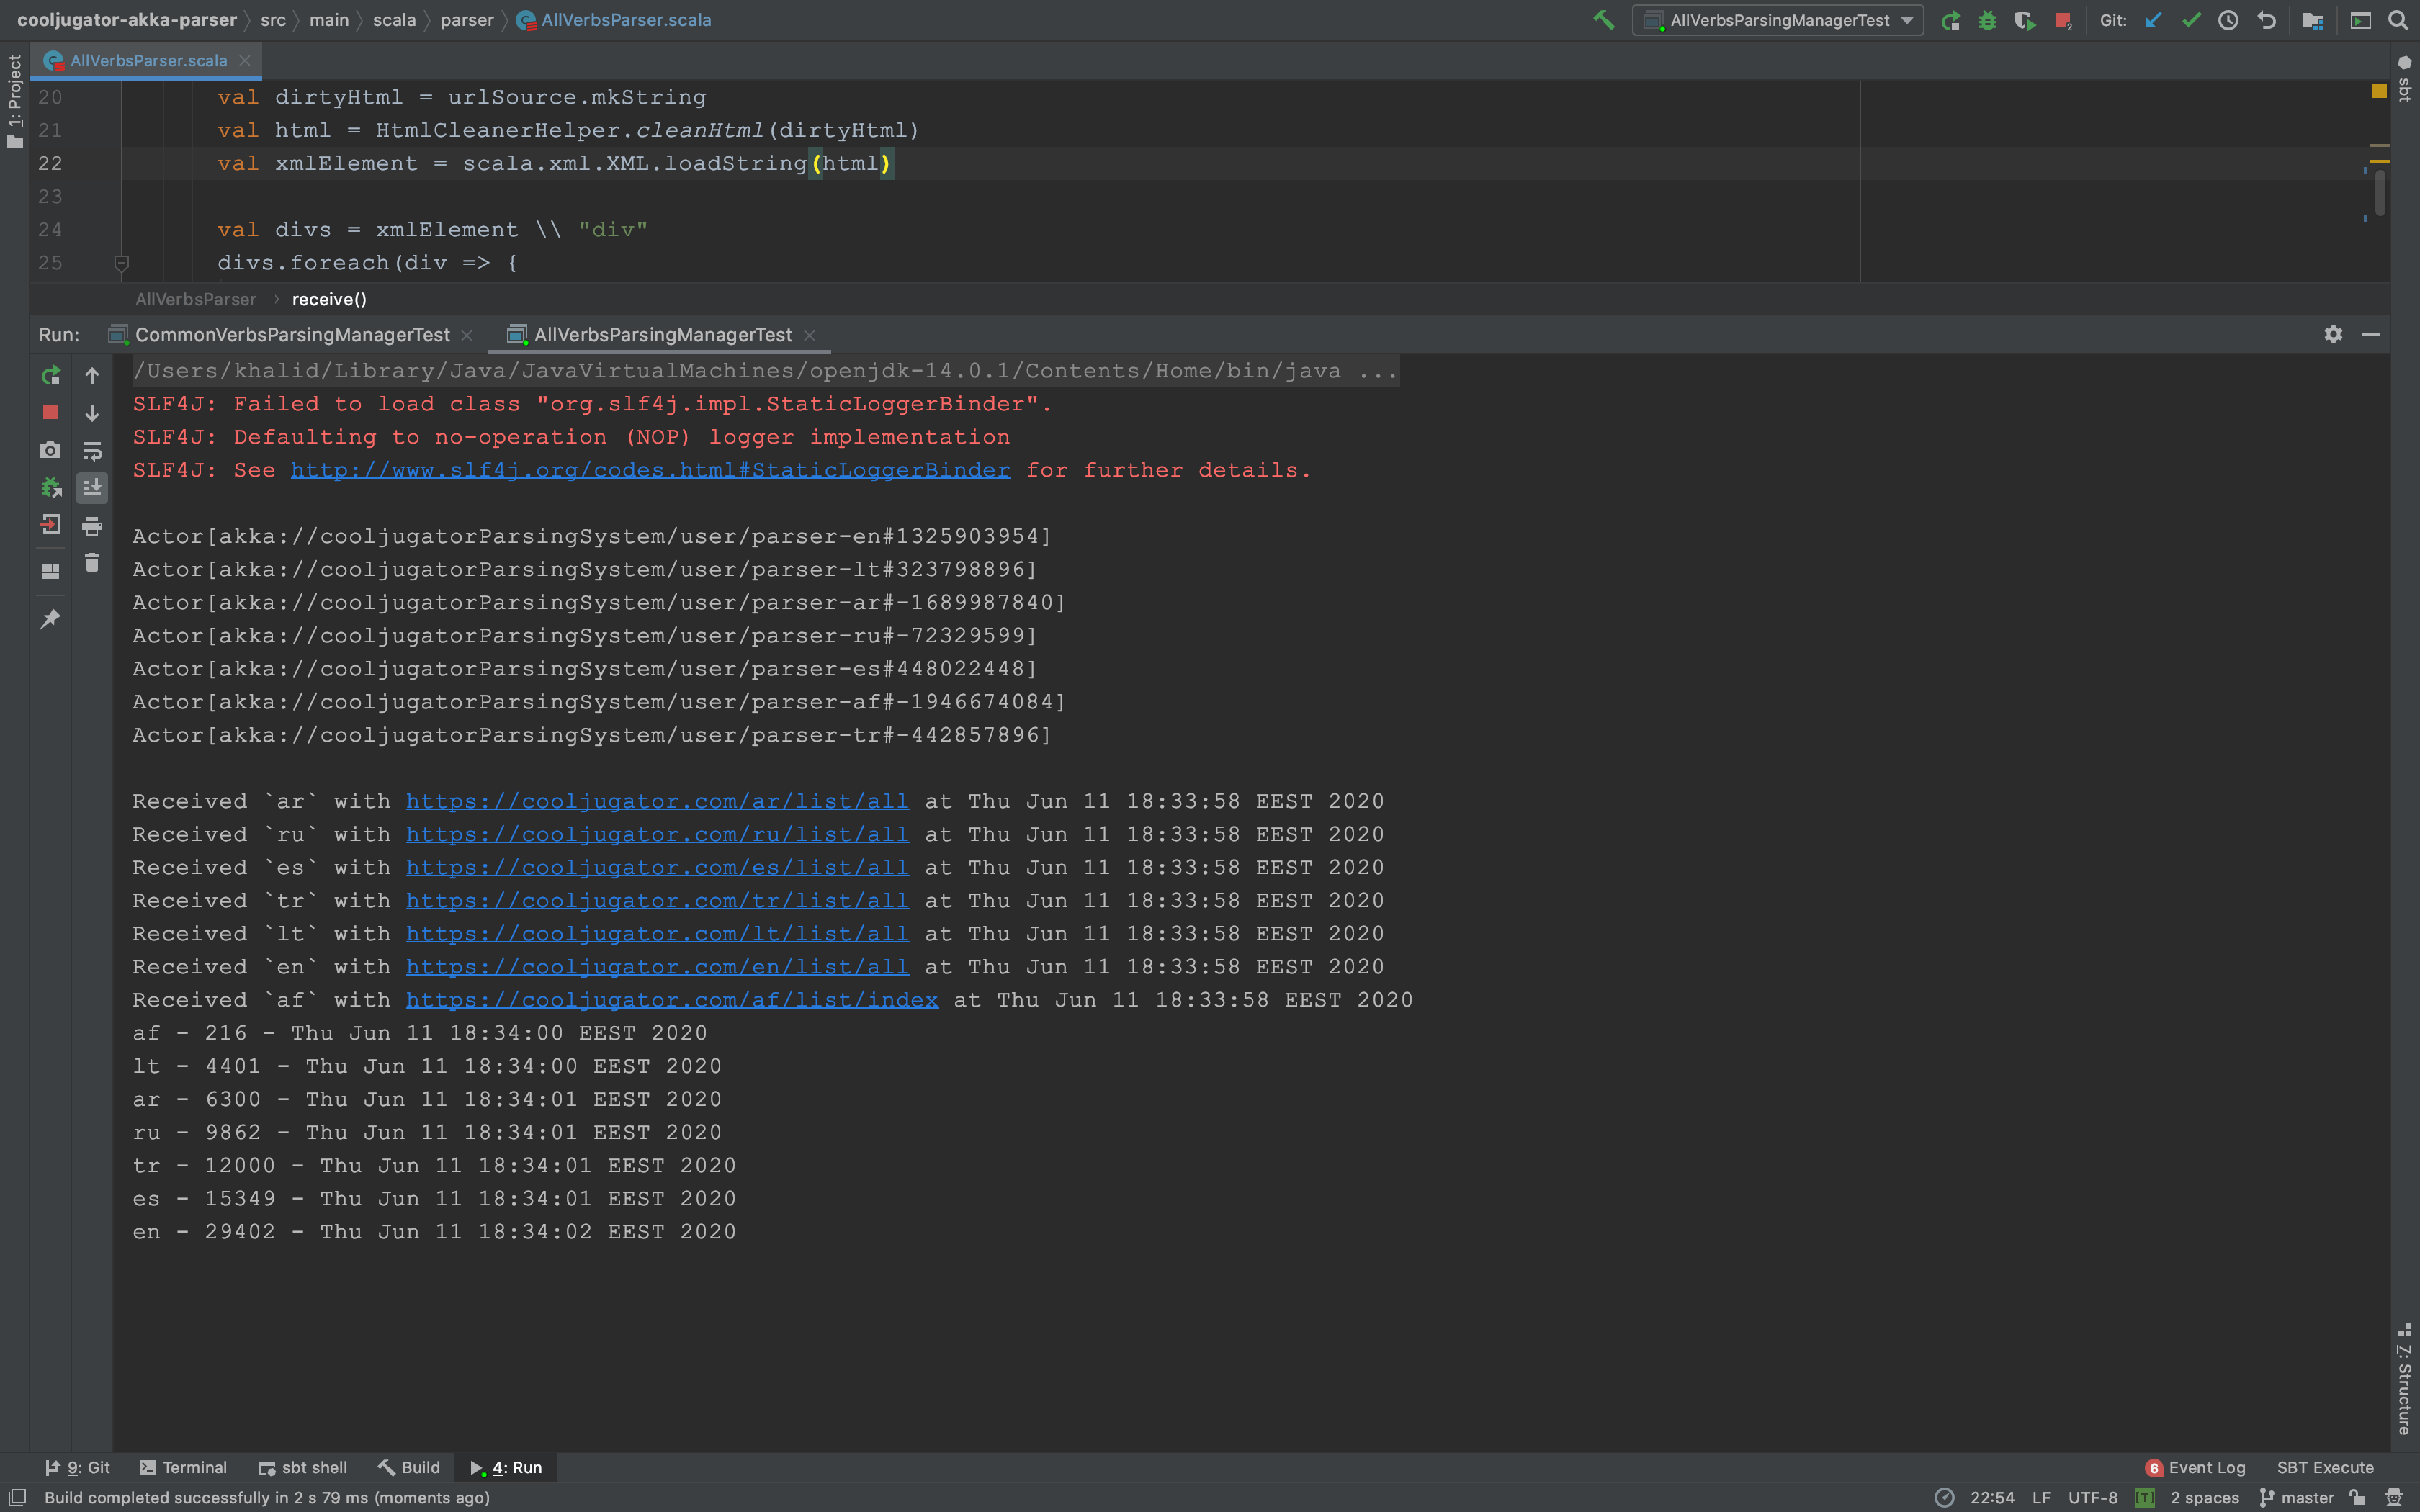 cooljugator-akka-parser src main scala parser AllVerbsParser.scala AllVerbsParsingManagerTest 2 Git:
1: Project
AllVerbsParser.scala
sbt
20 val dirtyHtml = urlSource.mkString
21 val html = HtmlCleanerHelper.cleanHtml(dirtyHtml)
22 val xmlElement = scala.xml.XML.loadString(html)
23
24 val divs = xmlElement \\ "div"
25 divs.foreach(div => {
AllVerbsParser › receive()
Run: CommonVerbsParsingManagerTest AllVerbsParsingManagerTest
/Users/khalid/Library/Java/JavaVirtualMachines/openjdk-14.0.1/Contents/Home/bin/java ...
SLF4J: Failed to load class "org.slf4j.impl.StaticLoggerBinder".
SLF4J: Defaulting to no-operation (NOP) logger implementation
SLF4J: See http://www.slf4j.org/codes.html#StaticLoggerBinder for further details.
Actor[akka://cooljugatorParsingSystem/user/parser-en#1325903954]
Actor[akka://cooljugatorParsingSystem/user/parser-lt#323798896]
Actor[akka://cooljugatorParsingSystem/user/parser-ar#-1689987840]
Actor[akka://cooljugatorParsingSystem/user/parser-ru#-72329599]
Actor[akka://cooljugatorParsingSystem/user/parser-es#448022448]
Actor[akka://cooljugatorParsingSystem/user/parser-af#-1946674084]
Actor[akka://cooljugatorParsingSystem/user/parser-tr#-442857896]
Received `ar` with https://cooljugator.com/ar/list/all at Thu Jun 11 18:33:58 EEST 2020
Received `ru` with https://cooljugator.com/ru/list/all at Thu Jun 11 18:33:58 EEST 2020
Received `es` with https://cooljugator.com/es/list/all at Thu Jun 11 18:33:58 EEST 2020
Received `tr` with https://cooljugator.com/tr/list/all at Thu Jun 11 18:33:58 EEST 2020
Received `lt` with https://cooljugator.com/lt/list/all at Thu Jun 11 18:33:58 EEST 2020
Received `en` with https://cooljugator.com/en/list/all at Thu Jun 11 18:33:58 EEST 2020
Received `af` with https://cooljugator.com/af/list/index at Thu Jun 11 18:33:58 EEST 2020
af - 216 - Thu Jun 11 18:34:00 EEST 2020
lt - 4401 - Thu Jun 11 18:34:00 EEST 2020
ar - 6300 - Thu Jun 11 18:34:01 EEST 2020
ru - 9862 - Thu Jun 11 18:34:01 EEST 2020
tr - 12000 - Thu Jun 11 18:34:01 EEST 2020
es - 15349 - Thu Jun 11 18:34:01 EEST 2020
en - 29402 - Thu Jun 11 18:34:02 EEST 2020
Z: Structure
9: Git Terminal sbt shell Build 4: Run 6 Event Log SBT Execute
Build completed successfully in 2 s 79 ms (moments ago) 22:54 LF UTF-8 [T] 2 spaces master